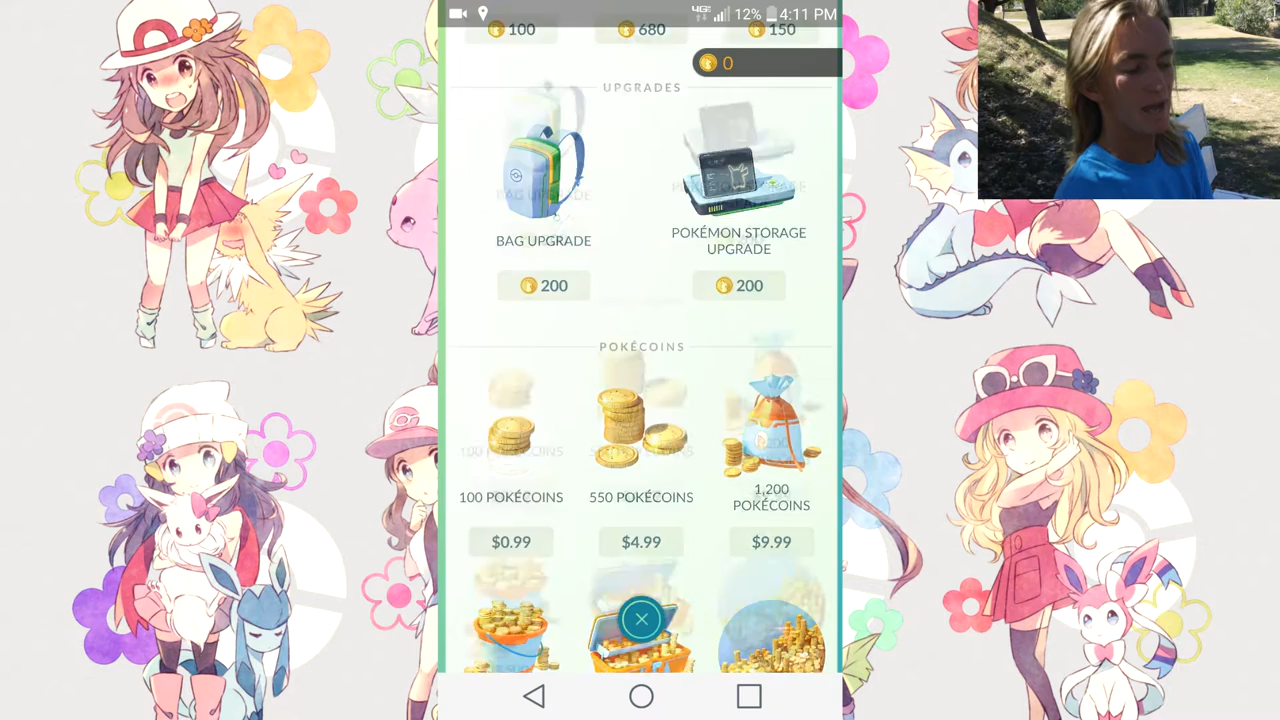 4GE 12% 4:11 PM
100 680 150
0
UPGRADES
BAG UPGRADE
POKÉMON STORAGE
UPGRADE
200 200
POKÉCOINS
100 POKÉCOINS 550 POKÉCOINS 1,200
POKÉCOINS
$0.99 $4.99 $9.99